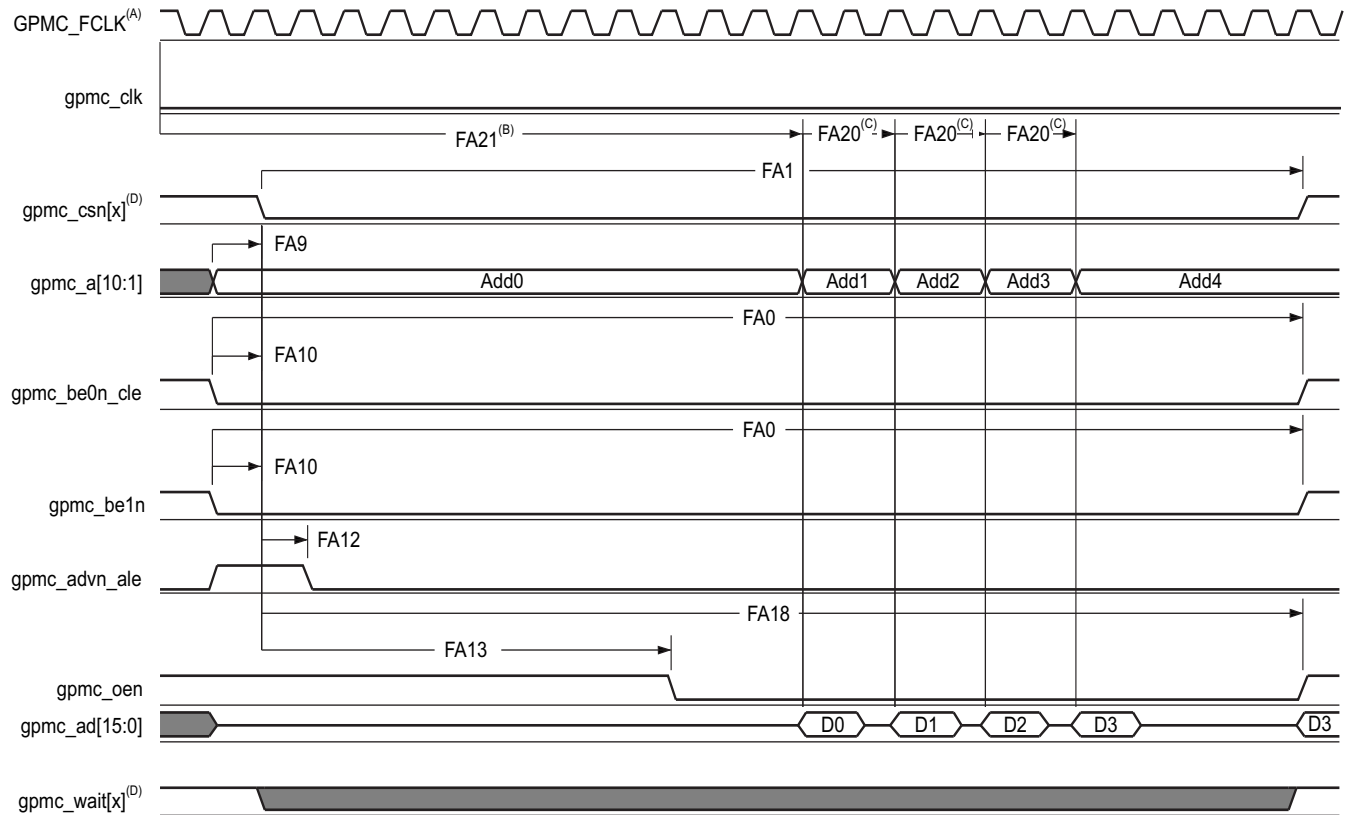 GPMC_FCLK(A)
gpmc_clk
FA21(B) FA20(C) FA20(C) FA20(C)
FA1
gpmc_csn[x](D)
FA9
gpmc_a[10:1] Add0 Add1 Add2 Add3 Add4
FA0
FA10
gpmc_be0n_cle
FA0
FA10
gpmc_be1n
FA12
gpmc_advn_ale
FA18
FA13
gpmc_oen
gpmc_ad[15:0] D0 D1 D2 D3 D3
gpmc_wait[x](D)